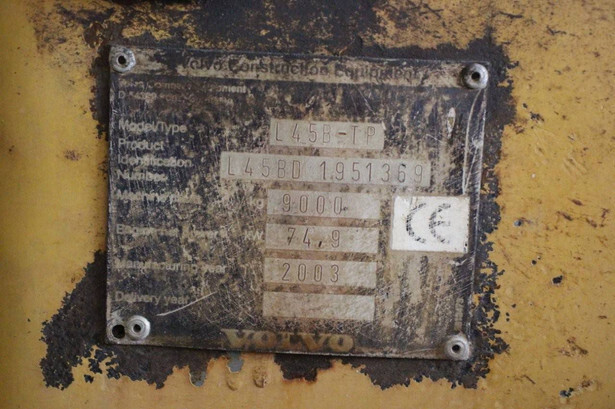 Volvo Construction Equipment
Model/Type L45B-TP
Product
Identification L45BD 1951369
Number
9000
Engine 74,9
Manufacturing year 2003
Delivery year
CE
VOLVO